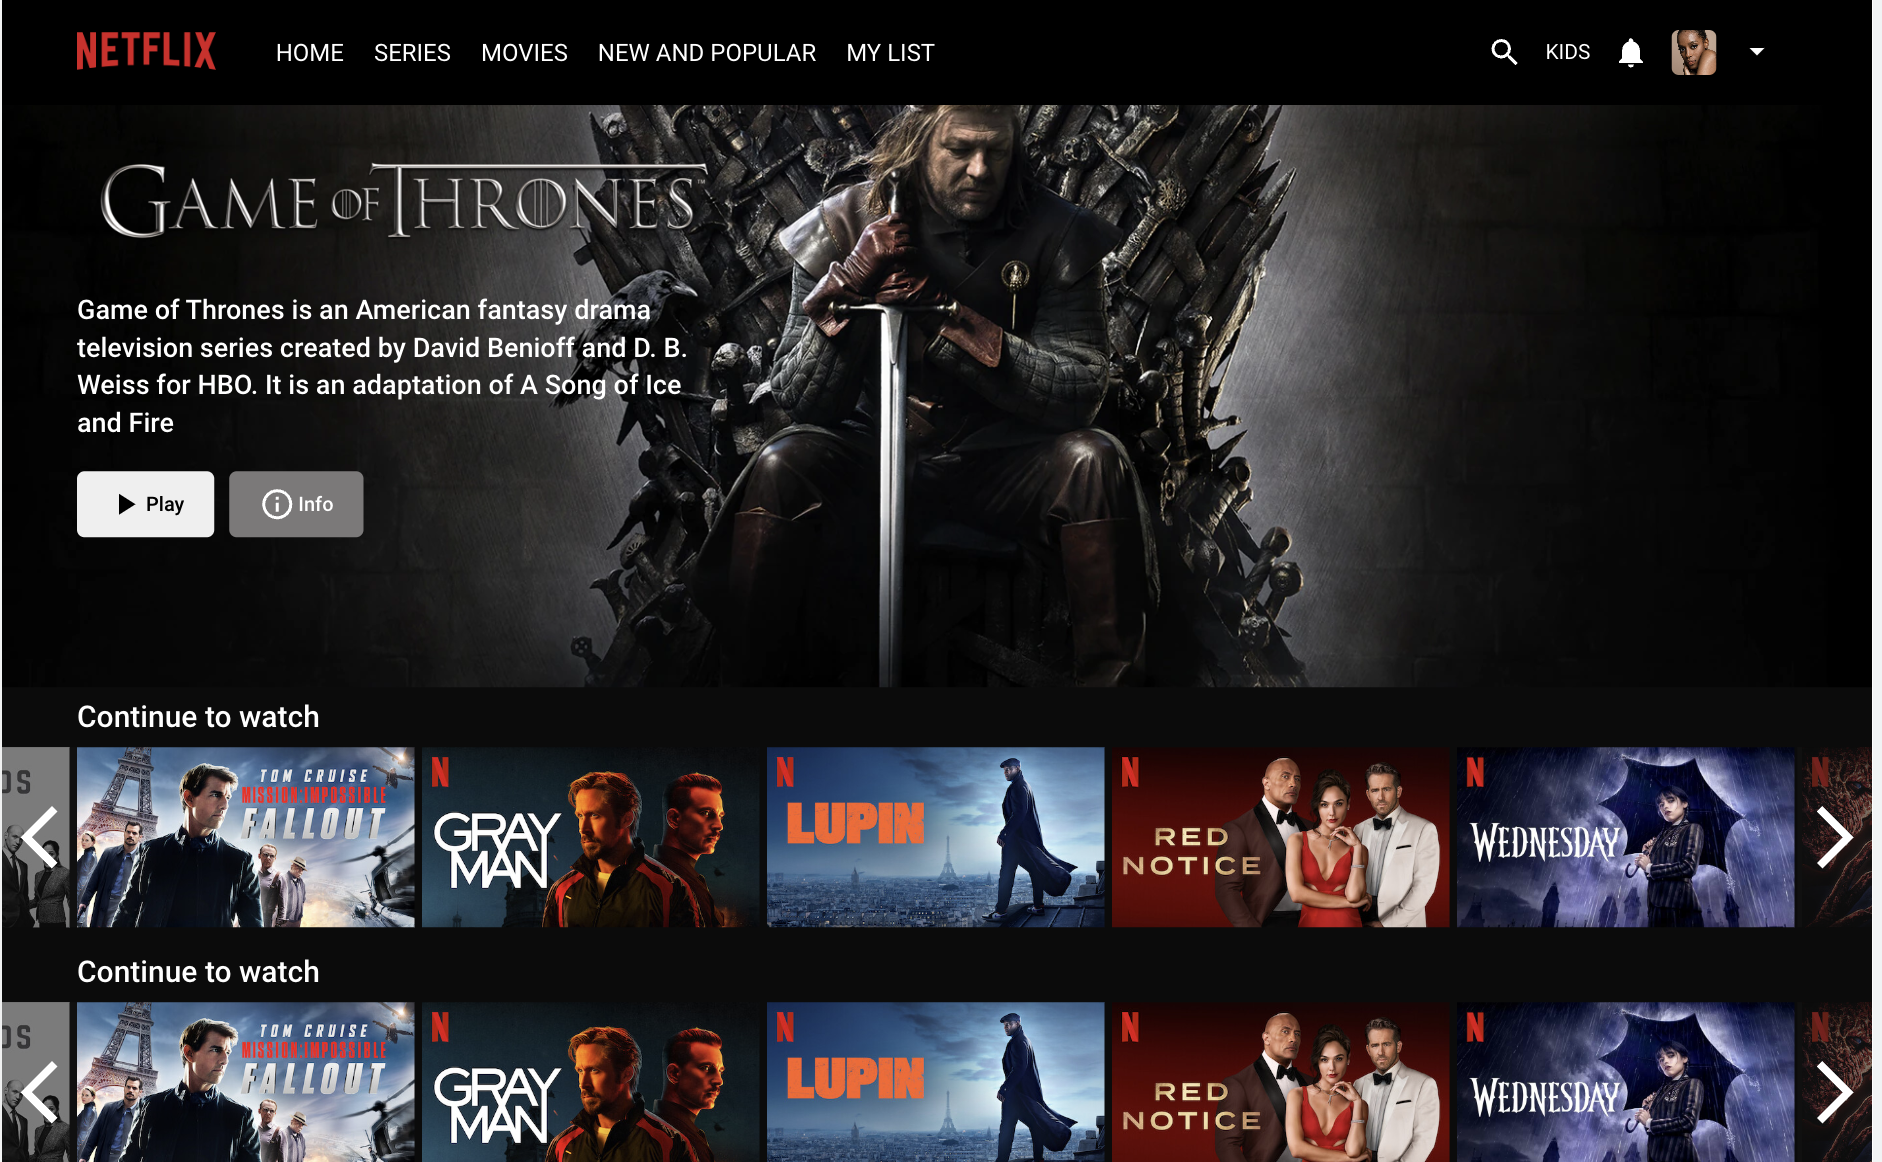 NETFLIX HOME SERIES MOVIES NEW AND POPULAR MY LIST KIDS
GAME OF THRONES™
Game of Thrones is an American fantasy drama
television series created by David Benioff and D. B.
Weiss for HBO. It is an adaptation of A Song of Ice
and Fire
Play Info
Continue to watch
DS
TOM CRUISE
MISSION:IMPOSSIBLE
FALLOUT
N
GRAY
MAN
N
LUPIN
N
RED
NOTICE
N
WEDNESDAY
N
Continue to watch
DS
TOM CRUISE
MISSION:IMPOSSIBLE
FALLOUT
N
GRAY
MAN
N
LUPIN
N
RED
NOTICE
N
WEDNESDAY
N